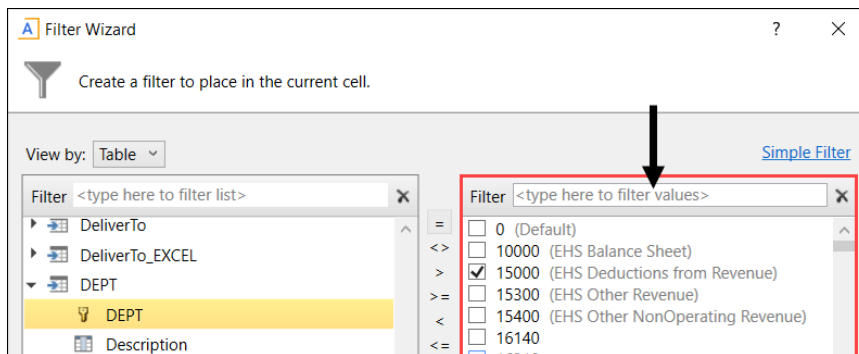 A Filter Wizard ? ×
Create a filter to place in the current cell.
View by: Table
Simple Filter
Filter <type here to filter list>
DeliverTo
DeliverTo_EXCEL
DEPT
DEPT
Description
=
<>
>
>=
<
<=
Filter <type here to filter values>
0 (Default)
10000 (EHS Balance Sheet)
15000 (EHS Deductions from Revenue)
15300 (EHS Other Revenue)
15400 (EHS Other NonOperating Revenue)
16140